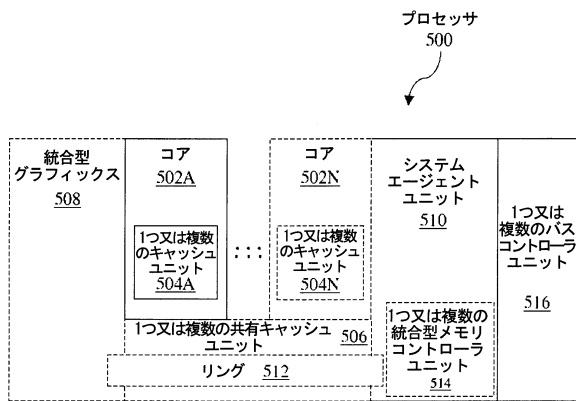 プロセッサ
500
統合型
グラフィックス
508
コア
502A
1つ又は複数
のキャッシュ
ユニット
504A
コア
502N
1つ又は複数
のキャッシュ
ユニット
504N
システム
エージェント
ユニット
510
1つ又は
複数のバス
コントローラ
ユニット
516
1つ又は複数の共有キャッシュ
ユニット 506
リング 512
1つ又は複数の
統合型メモリ
コントローラ
ユニット
514